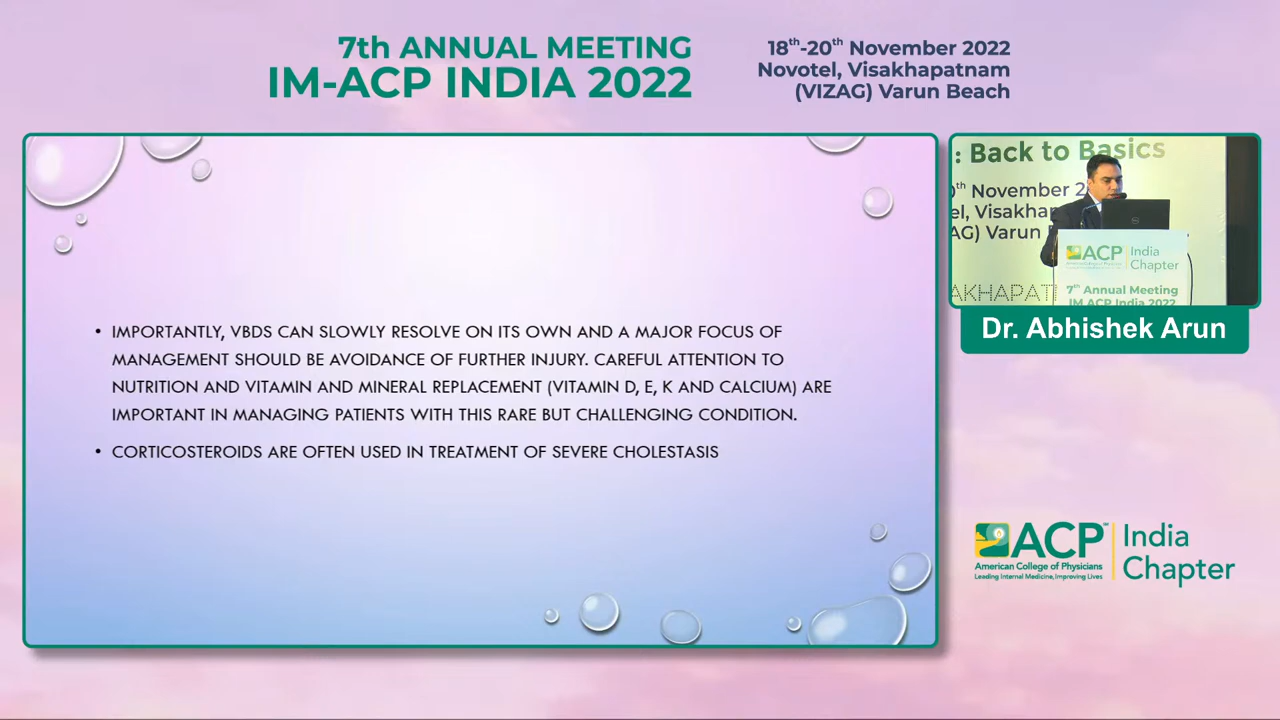 7th ANNUAL MEETING
IM-ACP INDIA 2022
18th-20th November 2022
Novotel, Visakhapatnam
(VIZAG) Varun Beach
IMPORTANTLY, VBDS CAN SLOWLY RESOLVE ON ITS OWN AND A MAJOR FOCUS OF
MANAGEMENT SHOULD BE AVOIDANCE OF FURTHER INJURY. CAREFUL ATTENTION TO
NUTRITION AND VITAMIN AND MINERAL REPLACEMENT (VITAMIN D, E, K AND CALCIUM) ARE
IMPORTANT IN MANAGING PATIENTS WITH THIS RARE BUT CHALLENGING CONDITION.
CORTICOSTEROIDS ARE OFTEN USED IN TREATMENT OF SEVERE CHOLESTASIS
: Back to Basics
th November 2
el, Visakhap
AG) Varun
AKHAPAT
ACP India
Chapter
7th Annual Meeting
IM ACP India 2022
Dr. Abhishek Arun
ACP India
American College of Physicians Chapter
Leading Internal Medicine, Improving Lives